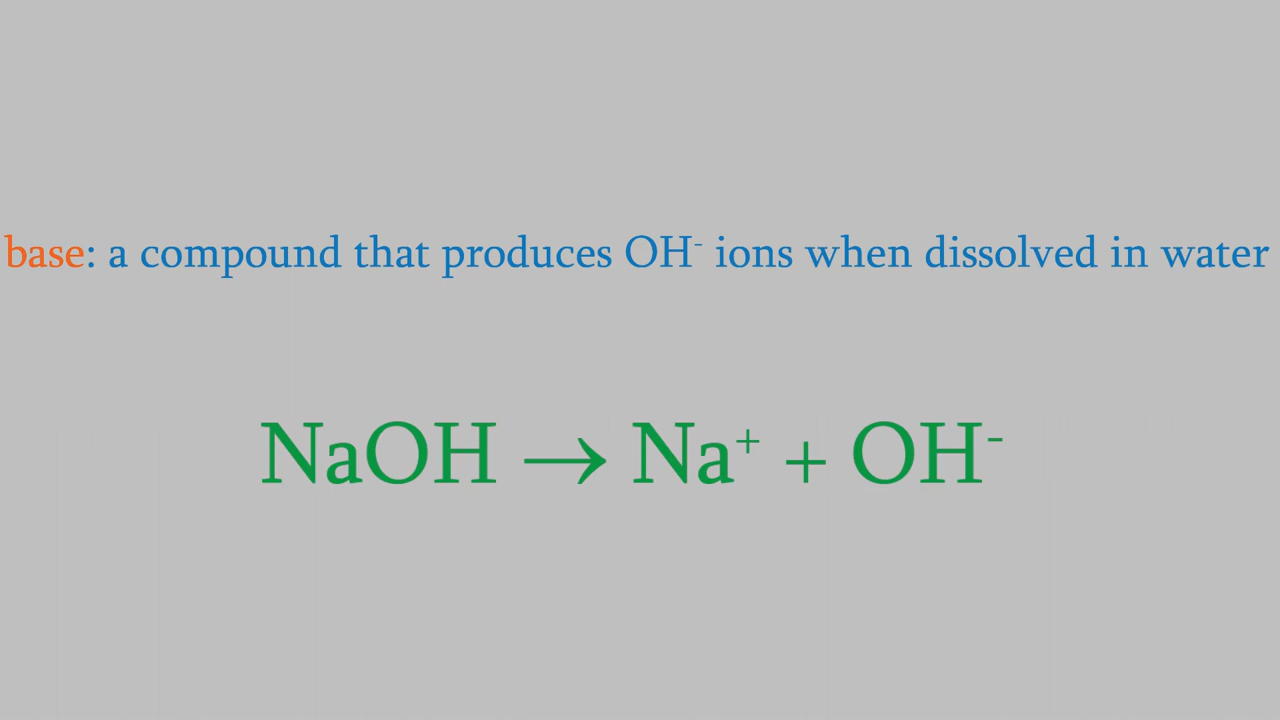 base: a compound that produces OH⁻ ions when dissolved in water
NaOH → Na⁺ + OH⁻